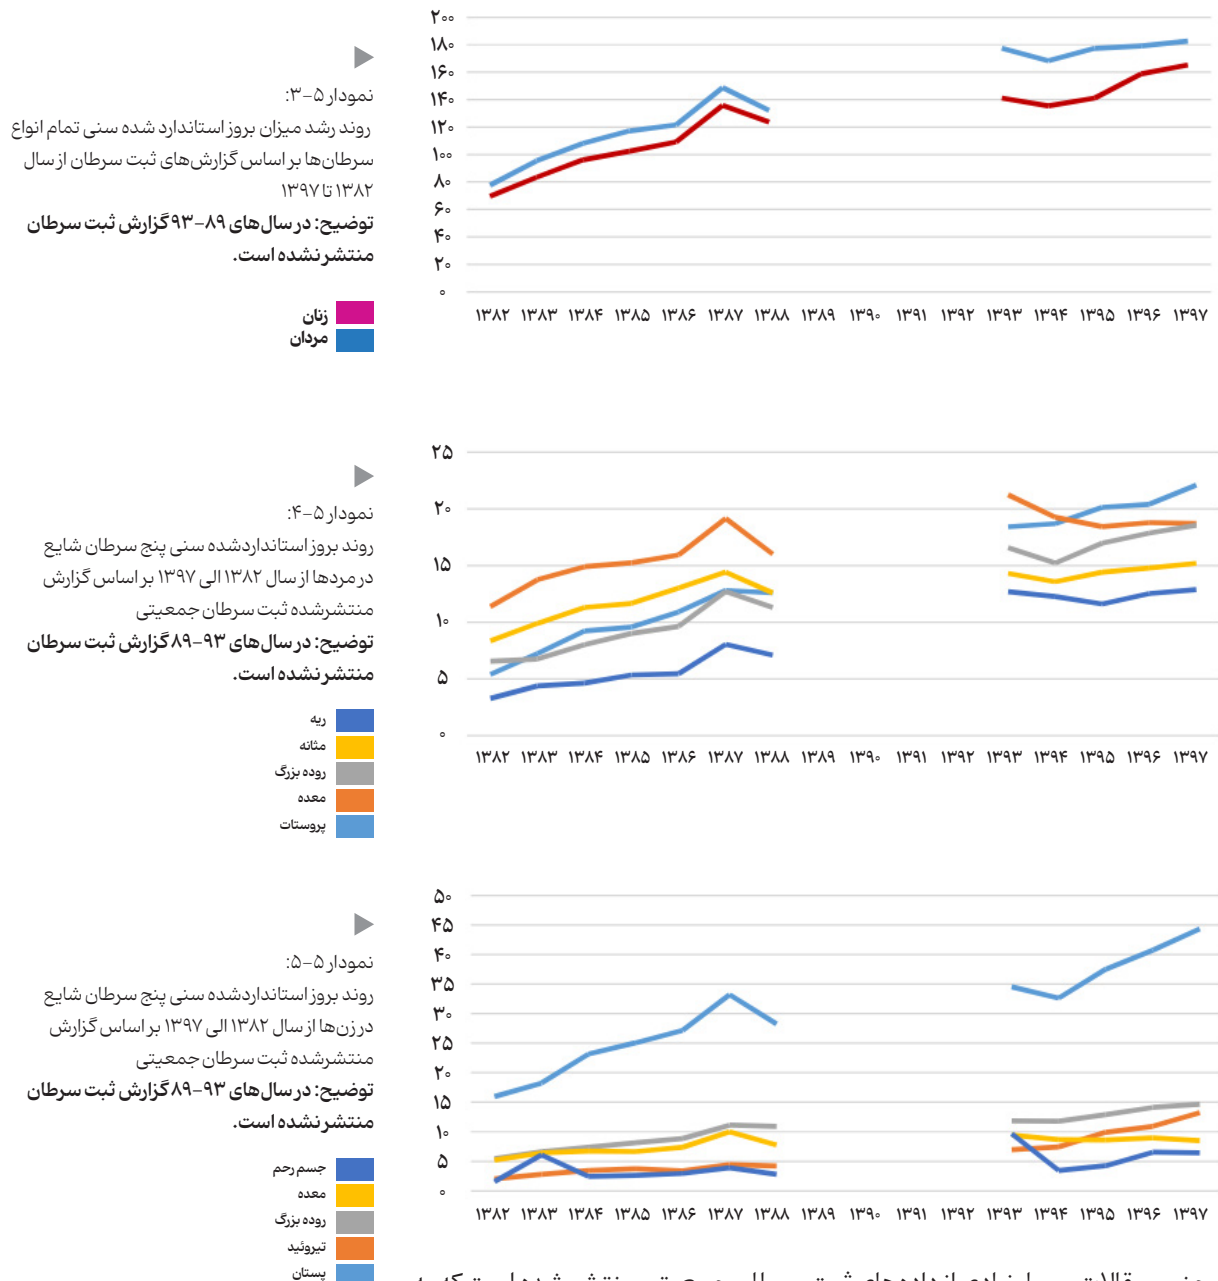 نمودار ۵-۳:
روند رشد میزان بروز استاندارد شده سنی تمام انواع
سرطان‌ها بر اساس گزارش‌های ثبت سرطان از سال
۱۳۸۲ تا ۱۳۹۷
توضیح: در سال‌های ۸۹-۹۳ گزارش ثبت سرطان
منتشر نشده است.
زنان
مردان
۲۰۰
۱۸۰
۱۶۰
۱۴۰
۱۲۰
۱۰۰
۸۰
۶۰
۴۰
۲۰
۰
۱۳۸۲ ۱۳۸۳ ۱۳۸۴ ۱۳۸۵ ۱۳۸۶ ۱۳۸۷ ۱۳۸۸ ۱۳۸۹ ۱۳۹۰ ۱۳۹۱ ۱۳۹۲ ۱۳۹۳ ۱۳۹۴ ۱۳۹۵ ۱۳۹۶ ۱۳۹۷
نمودار ۵-۴:
روند بروز استانداردشده سنی پنج سرطان شایع
در مردها از سال ۱۳۸۲ الی ۱۳۹۷ بر اساس گزارش
منتشرشده ثبت سرطان جمعیتی
توضیح: در سال‌های ۹۳-۸۹ گزارش ثبت سرطان
منتشر نشده است.
ریه
مثانه
روده بزرگ
معده
پروستات
۲۵
۲۰
۱۵
۱۰
۵
۰
۱۳۸۲ ۱۳۸۳ ۱۳۸۴ ۱۳۸۵ ۱۳۸۶ ۱۳۸۷ ۱۳۸۸ ۱۳۸۹ ۱۳۹۰ ۱۳۹۱ ۱۳۹۲ ۱۳۹۳ ۱۳۹۴ ۱۳۹۵ ۱۳۹۶ ۱۳۹۷
نمودار ۵-۵:
روند بروز استانداردشده سنی پنج سرطان شایع
در زن‌ها از سال ۱۳۸۲ الی ۱۳۹۷ بر اساس گزارش
منتشرشده ثبت سرطان جمعیتی
توضیح: در سال‌های ۹۳-۸۹ گزارش ثبت سرطان
منتشر نشده است.
جسم رحم
معده
روده بزرگ
تیروئید
پستان
۵۰
۴۵
۴۰
۳۵
۳۰
۲۵
۲۰
۱۵
۱۰
۵
۰
۱۳۸۲ ۱۳۸۳ ۱۳۸۴ ۱۳۸۵ ۱۳۸۶ ۱۳۸۷ ۱۳۸۸ ۱۳۸۹ ۱۳۹۰ ۱۳۹۱ ۱۳۹۲ ۱۳۹۳ ۱۳۹۴ ۱۳۹۵ ۱۳۹۶ ۱۳۹۷